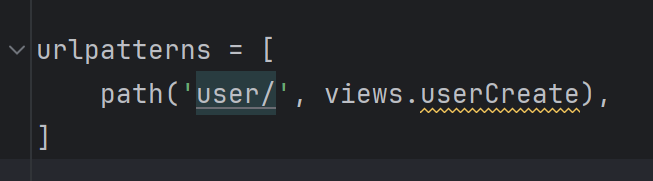 urlpatterns = [
    path('user/', views.userCreate),
]